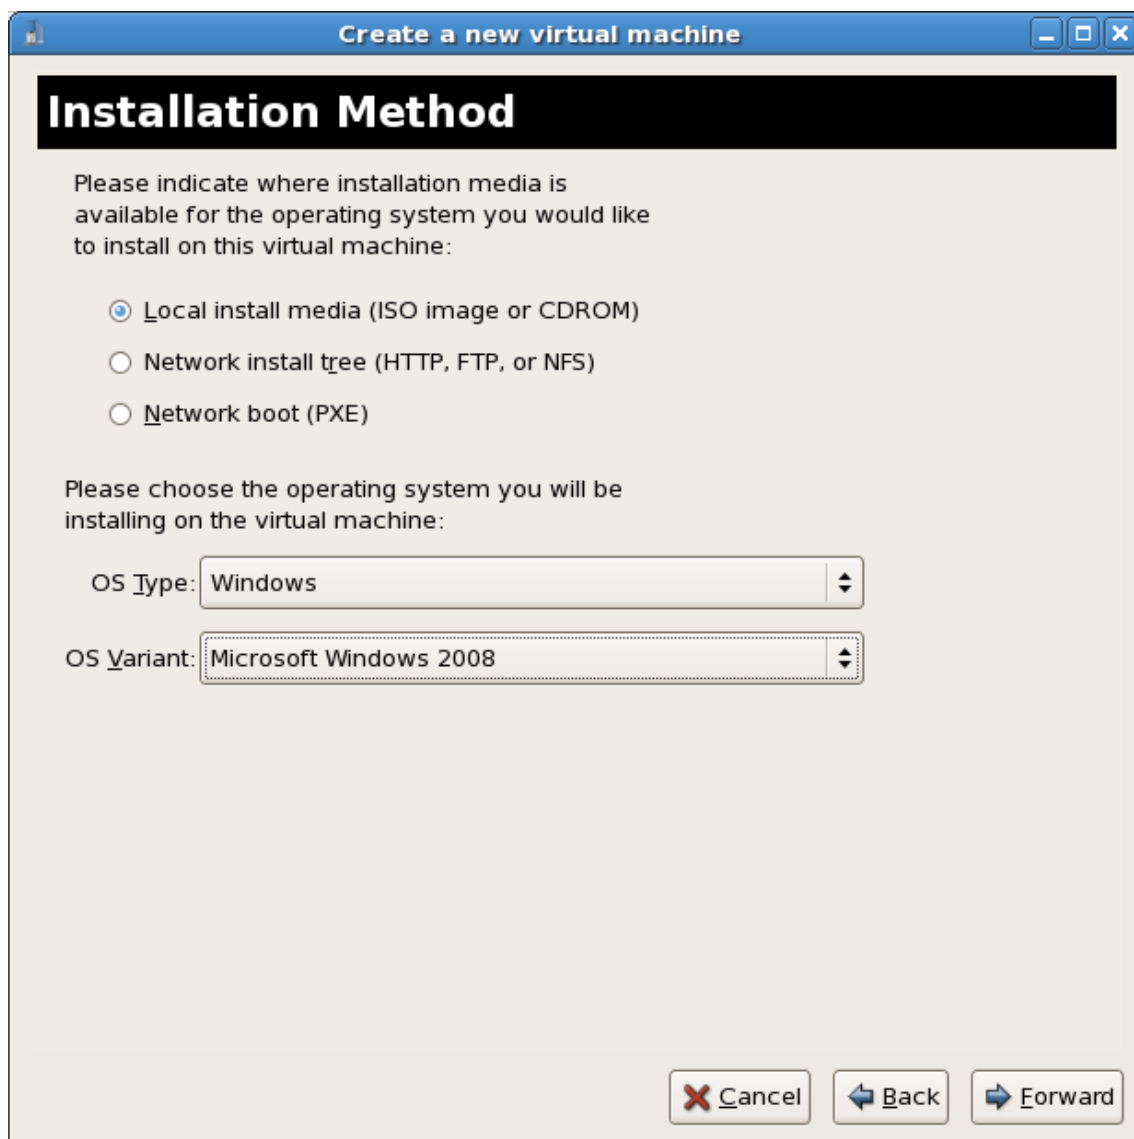 Create a new virtual machine
Installation Method
Please indicate where installation media is
available for the operating system you would like
to install on this virtual machine:
Local install media (ISO image or CDROM)
Network install tree (HTTP, FTP, or NFS)
Network boot (PXE)
Please choose the operating system you will be
installing on the virtual machine:
OS Type: Windows
OS Variant: Microsoft Windows 2008
Cancel Back Forward